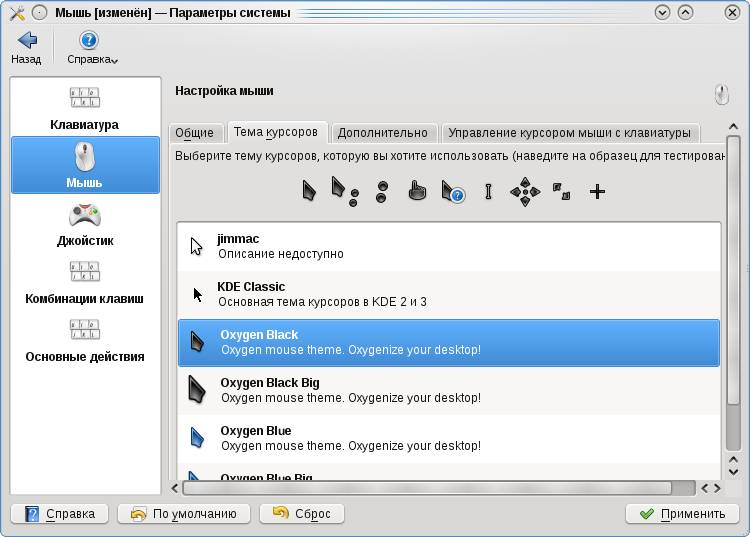 Мышь [изменён] — Параметры системы
Назад
Справка
Клавиатура
Мышь
Джойстик
Комбинации клавиш
Основные действия
Настройка мыши
Общие
Тема курсоров
Дополнительно
Управление курсором мыши с клавиатуры
Выберите тему курсоров, которую вы хотите использовать (наведите на образец для тестирован
jimmac
Описание недоступно
KDE Classic
Основная тема курсоров в KDE 2 и 3
Oxygen Black
Oxygen mouse theme. Oxygenize your desktop!
Oxygen Black Big
Oxygen mouse theme. Oxygenize your desktop!
Oxygen Blue
Oxygen mouse theme. Oxygenize your desktop!
Oxygen Blue Big
Справка
По умолчанию
Сброс
Применить